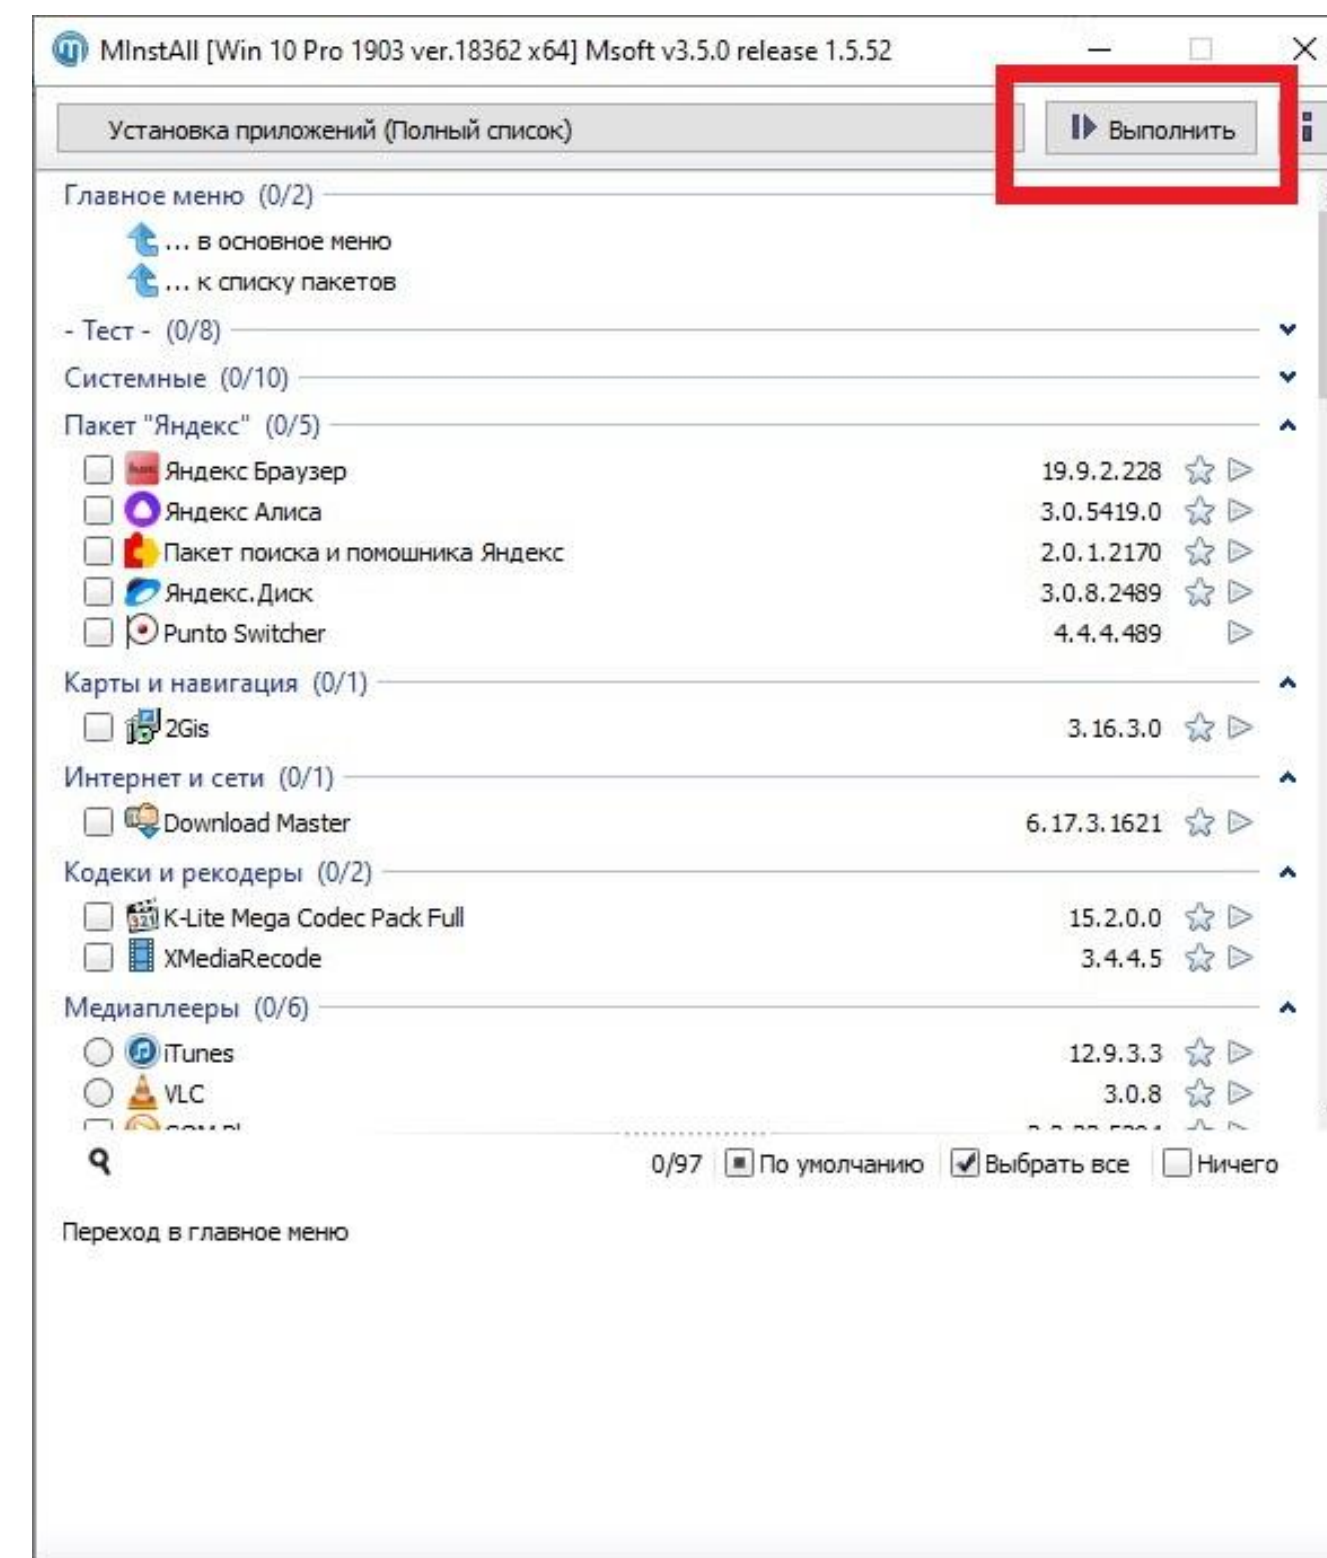 MInstAll [Win 10 Pro 1903 ver.18362 x64] Msoft v3.5.0 release 1.5.52
Установка приложений (Полный список) Выполнить
Главное меню (0/2)
... в основное меню
... к списку пакетов
- Тест - (0/8)
Системные (0/10)
Пакет "Яндекс" (0/5)
Яндекс Браузер 19.9.2.228
Яндекс Алиса 3.0.5419.0
Пакет поиска и помошника Яндекс 2.0.1.2170
Яндекс.Диск 3.0.8.2489
Punto Switcher 4.4.4.489
Карты и навигация (0/1)
2Gis 3.16.3.0
Интернет и сети (0/1)
Download Master 6.17.3.1621
Кодеки и рекодеры (0/2)
K-Lite Mega Codec Pack Full 15.2.0.0
XMediaRecode 3.4.4.5
Медиаплееры (0/6)
iTunes 12.9.3.3
VLC 3.0.8
0/97 По умолчанию Выбрать все Ничего
Переход в главное меню